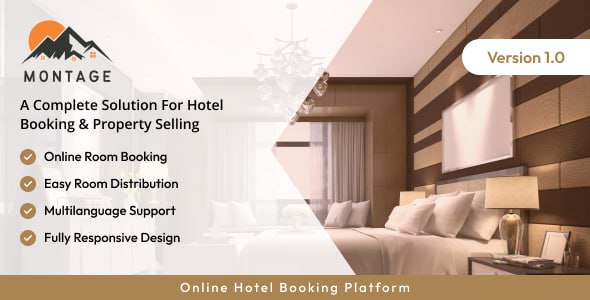 MONTAGE
Version 1.0
A Complete Solution For Hotel
Booking & Property Selling
Online Room Booking
Easy Room Distribution
Multilanguage Support
Fully Responsive Design
Online Hotel Booking Platform